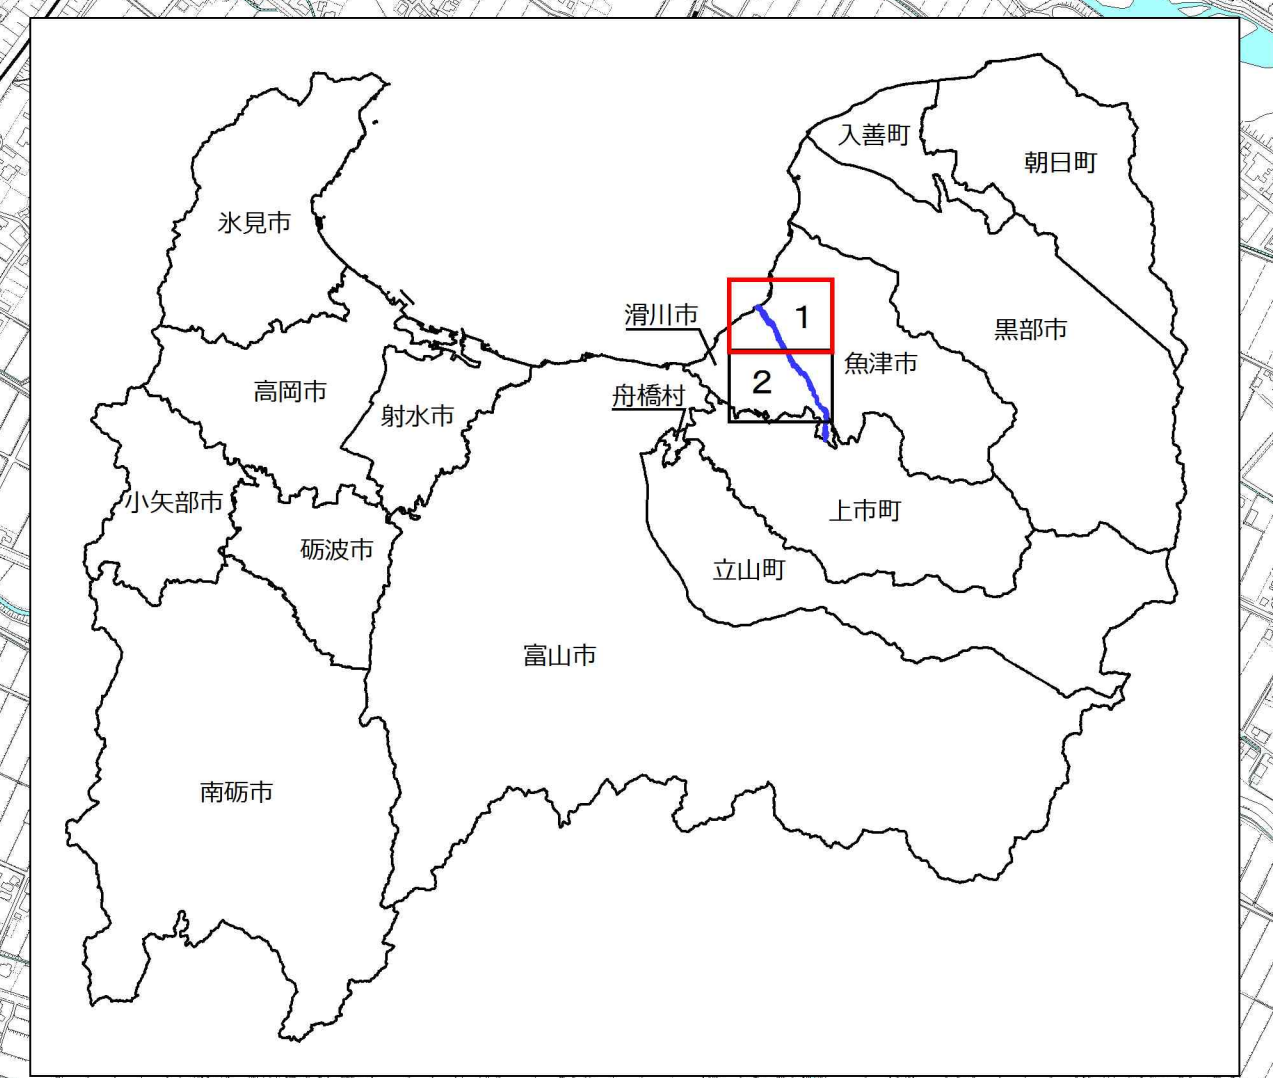 入善町
朝日町
氷見市
滑川市
1
黒部市
魚津市
2
舟橋村
高岡市
射水市
小矢部市
上市町
砺波市
立山町
富山市
南砺市